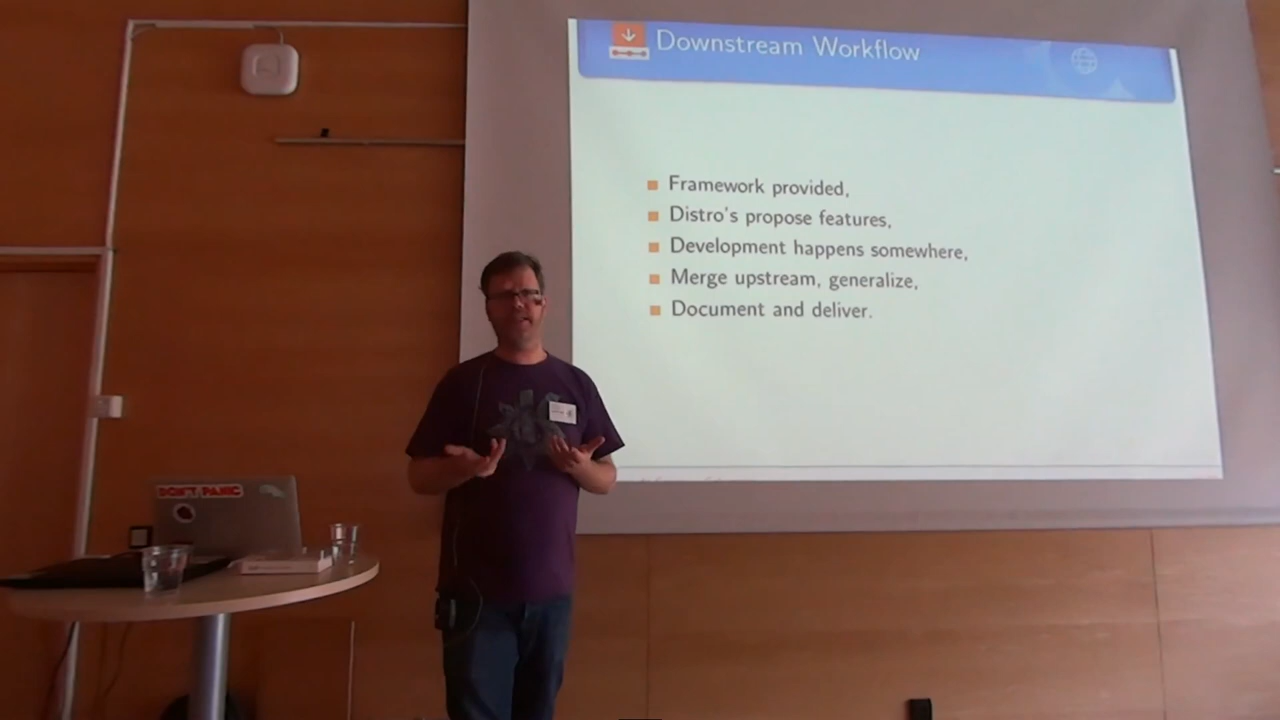 Downstream Workflow
Framework provided,
Distro's propose features,
Development happens somewhere,
Merge upstream, generalize,
Document and deliver.
DON'T PANIC